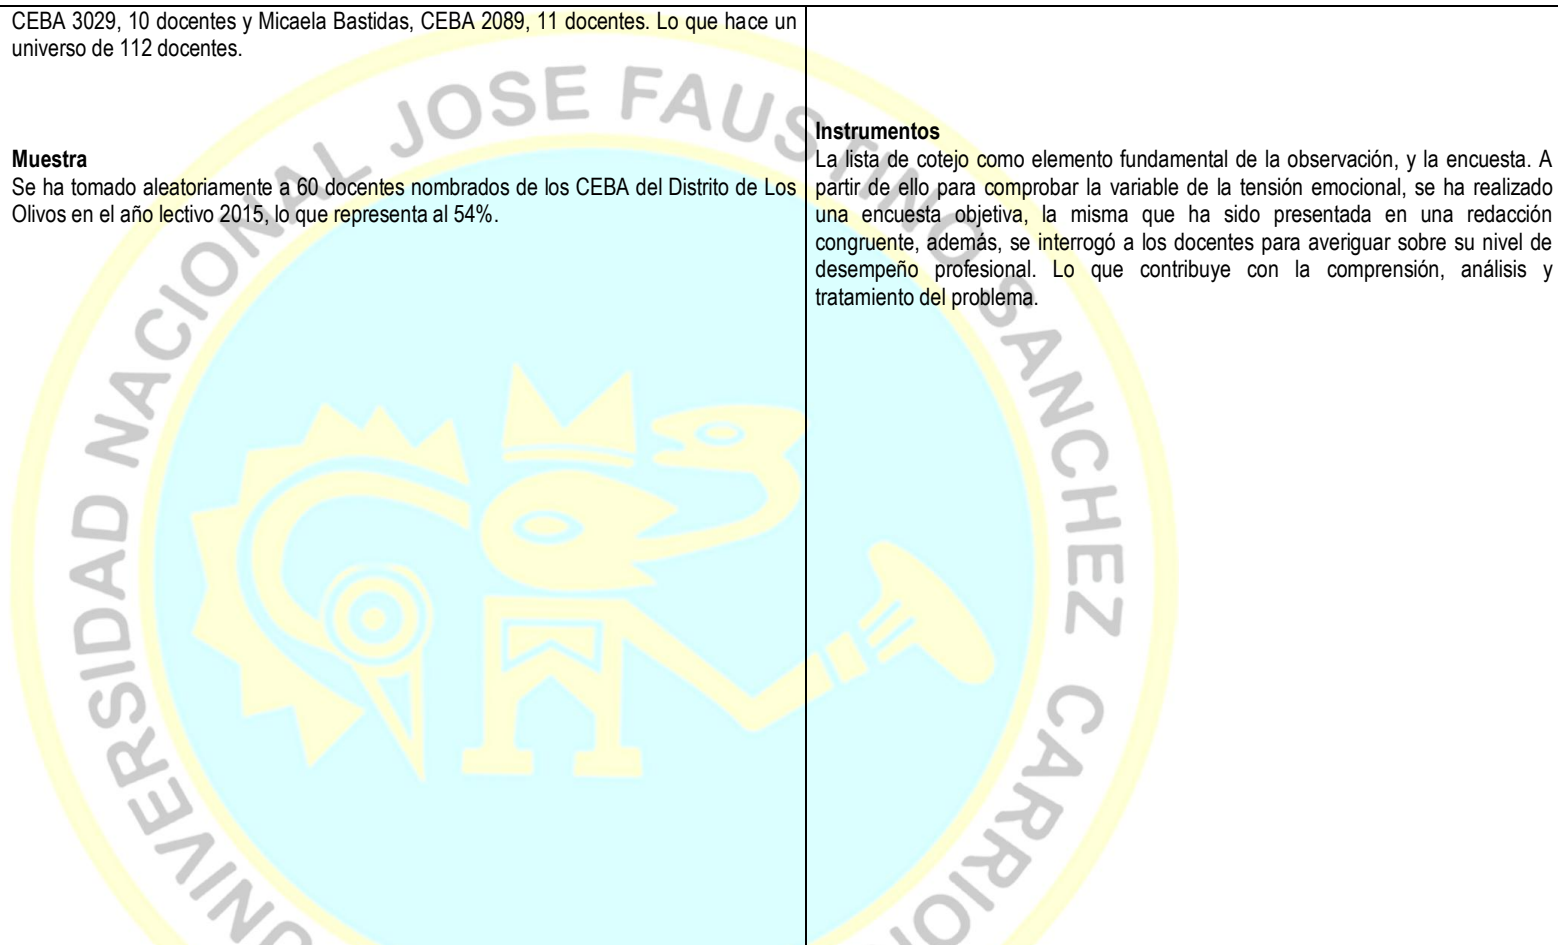 CEBA 3029, 10 docentes y Micaela Bastidas, CEBA 2089, 11 docentes. Lo que hace un
universo de 112 docentes.
Muestra
Se ha tomado aleatoriamente a 60 docentes nombrados de los CEBA del Distrito de Los
Olivos en el año lectivo 2015, lo que representa al 54%.
Instrumentos
La lista de cotejo como elemento fundamental de la observación, y la encuesta. A
partir de ello para comprobar la variable de la tensión emocional, se ha realizado
una encuesta objetiva, la misma que ha sido presentada en una redacción
congruente, además, se interrogó a los docentes para averiguar sobre su nivel de
desempeño profesional. Lo que contribuye con la comprensión, análisis y
tratamiento del problema.
UNIVERSIDAD NACIONAL JOSE FAUSTINO SANCHEZ CARRION